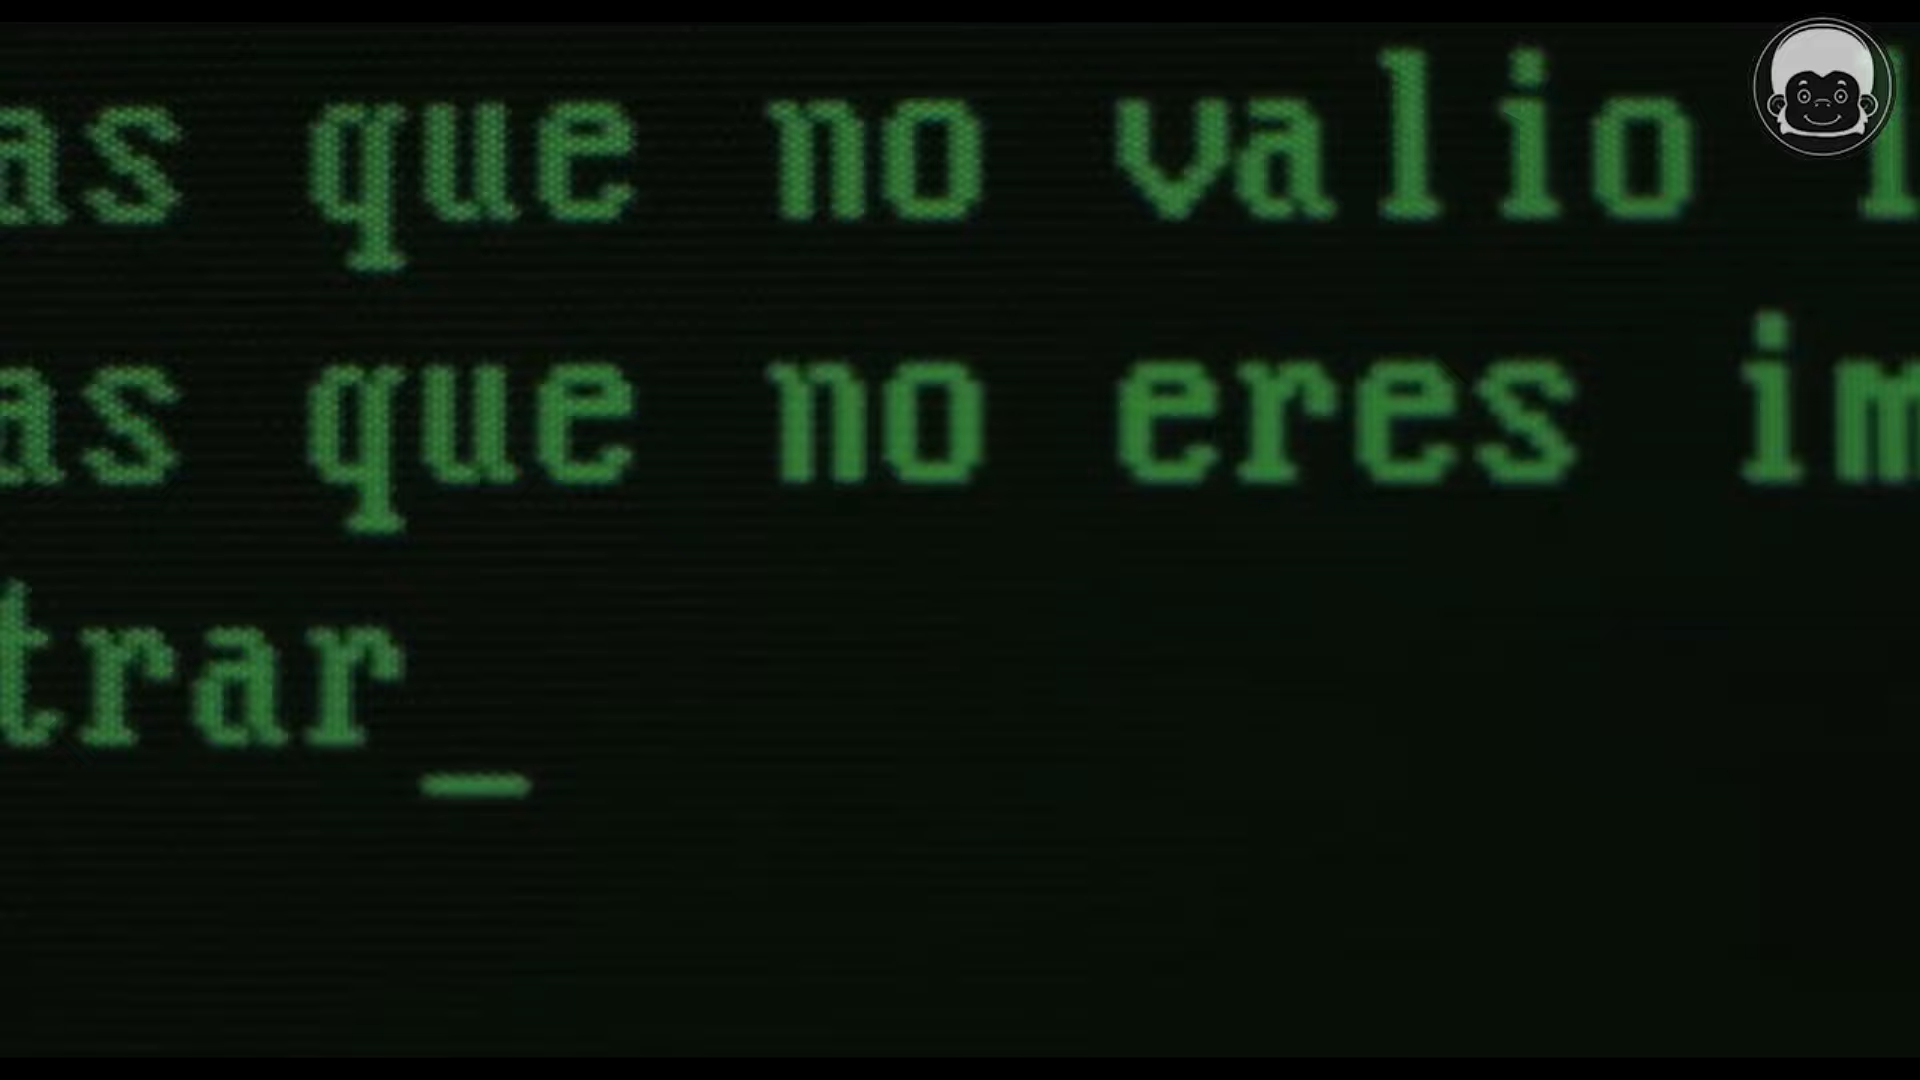 as que no valio l
as que no eres im
trar_